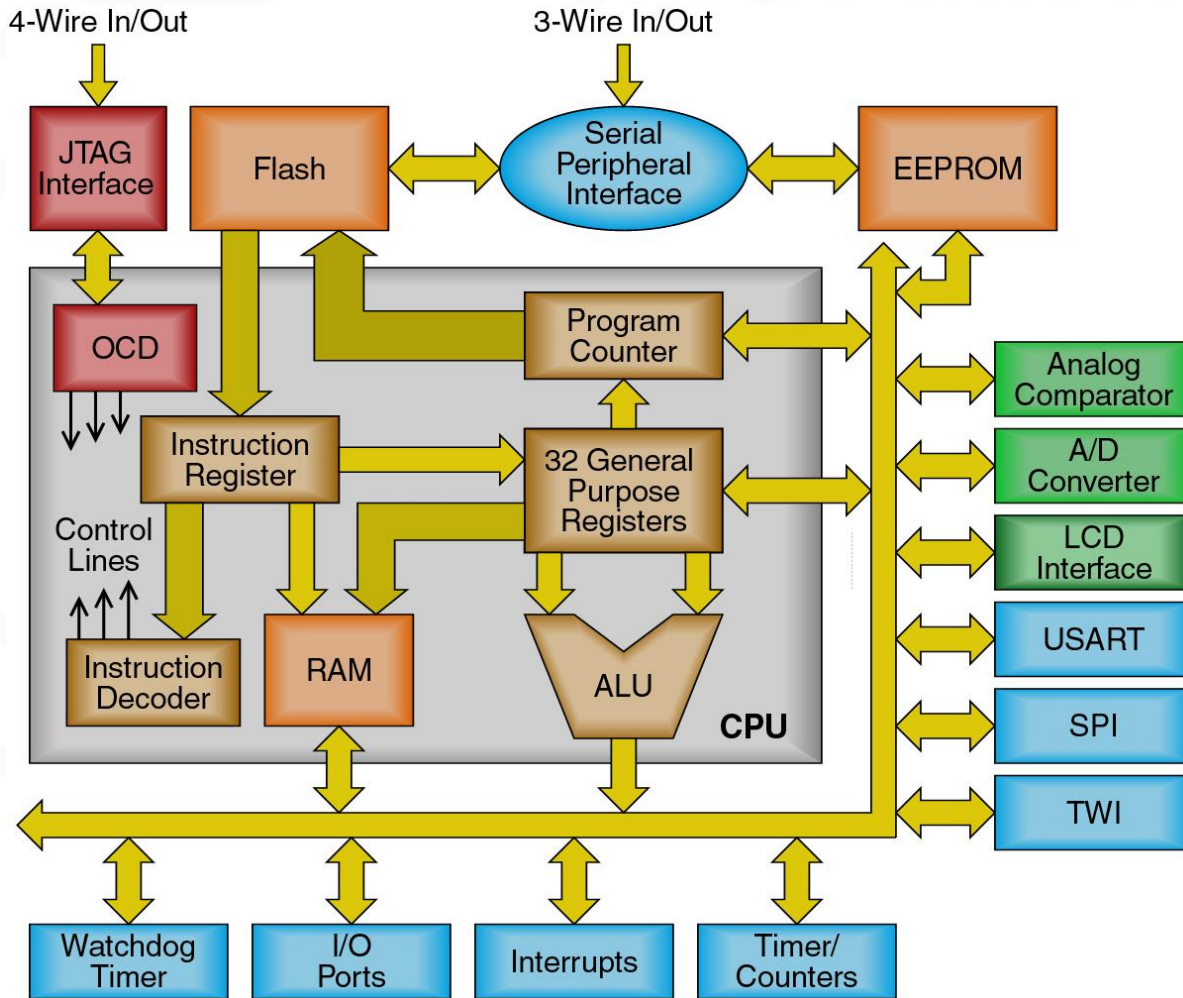 4-Wire In/Out
3-Wire In/Out
JTAG
Interface
Flash
Serial
Peripheral
Interface
EEPROM
OCD
Program
Counter
Analog
Comparator
Instruction
Register
32 General
Purpose
Registers
A/D
Converter
Control
Lines
LCD
Interface
Instruction
Decoder
RAM
ALU
USART
CPU
SPI
TWI
Watchdog
Timer
I/O
Ports
Interrupts
Timer/
Counters